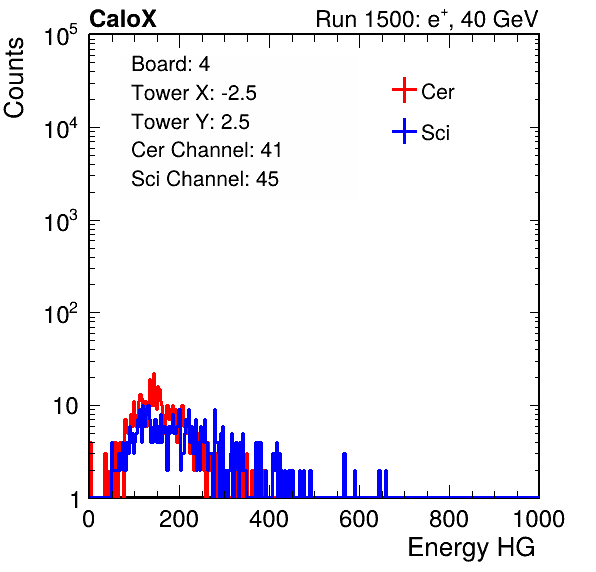 CaloX Run 1500: e⁺, 40 GeV
Counts
10⁵
10⁴
10³
10²
10
1
Board: 4
Tower X: -2.5
Tower Y: 2.5
Cer Channel: 41
Sci Channel: 45
Cer
Sci
0 200 400 600 800 1000
Energy HG